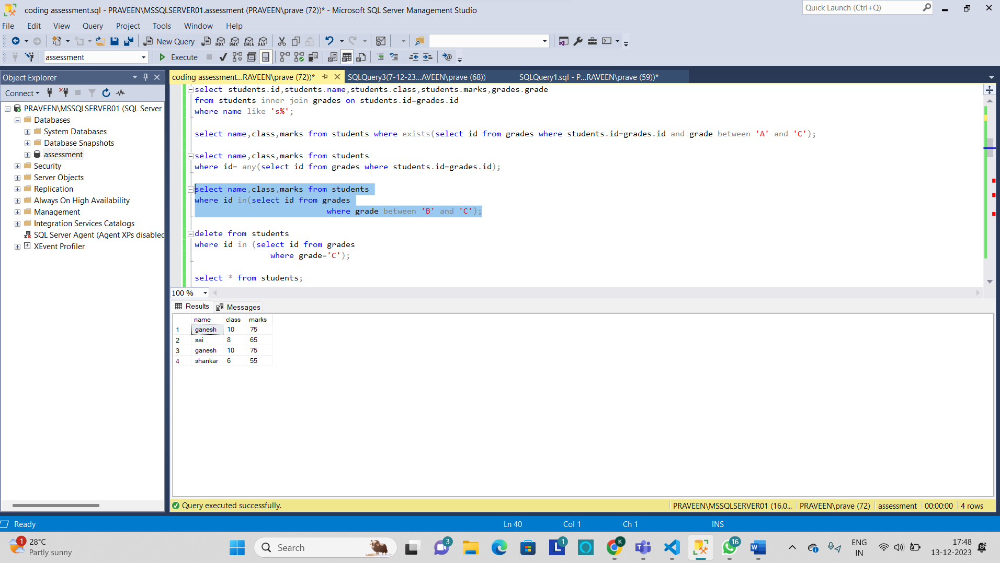 coding assessment.sql - PRAVEEN\MSSQLSERVER01.assessment (PRAVEEN\prave (72))* - Microsoft SQL Server Management Studio
Quick Launch (Ctrl+Q)
File Edit View Query Project Tools Window Help
New Query MDX DMX XMLA DAX
assessment Execute
Object Explorer
coding assessment...RAVEEN\prave (72))* SQLQuery3(7-12-23...AVEEN\prave (68)) SQLQuery1.sql - P...RAVEEN\prave (59))*
Connect
PRAVEEN\MSSQLSERVER01 (SQL Server
Databases
System Databases
Database Snapshots
assessment
Security
Server Objects
Replication
Always On High Availability
Management
Integration Services Catalogs
SQL Server Agent (Agent XPs disabled
XEvent Profiler
select students.id,students.name,students.class,students.marks,grades.grade
from students inner join grades on students.id=grades.id
where name like 's%';
select name,class,marks from students where exists(select id from grades where students.id=grades.id and grade between 'A' and 'C');
select name,class,marks from students
where id= any(select id from grades where students.id=grades.id);
select name,class,marks from students
where id in(select id from grades
where grade between 'B' and 'C');
delete from students
where id in (select id from grades
where grade='C');
select * from students;
100 %
Results Messages
name class marks
1 ganesh 10 75
2 sai 8 65
3 ganesh 10 75
4 shankar 6 55
Query executed successfully. PRAVEEN\MSSQLSERVER01 (16.0... PRAVEEN\prave (72) assessment 00:00:00 4 rows
Ready Ln 40 Col 1 Ch 1 INS
1 28°C
Partly sunny
Search
3
L 1
K
16
W
ENG
IN
17:48
13-12-2023